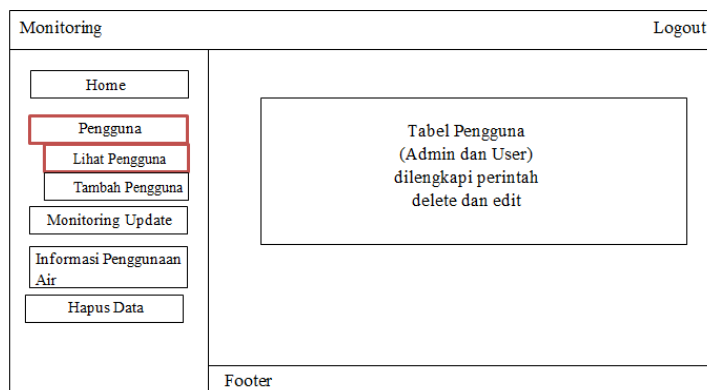 Monitoring
Logout
Home
Pengguna
Lihat Pengguna
Tambah Pengguna
Monitoring Update
Informasi Penggunaan
Air
Hapus Data
Tabel Pengguna
(Admin dan User)
dilengkapi perintah
delete dan edit
Footer